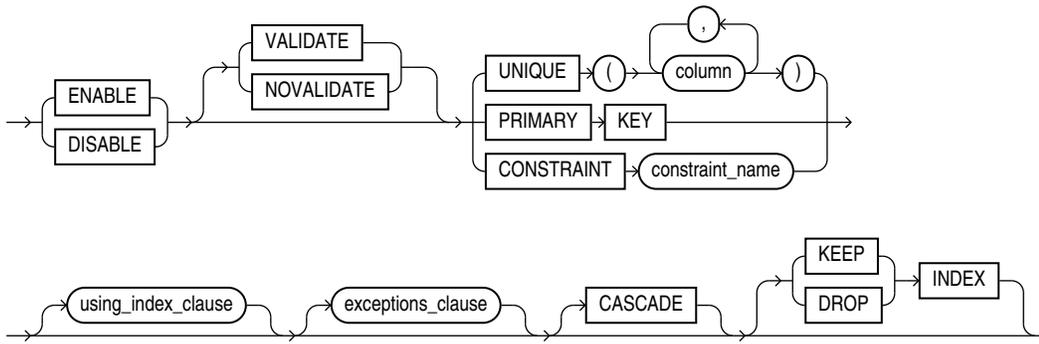 ENABLE
DISABLE
VALIDATE
NOVALIDATE
UNIQUE ( column , )
PRIMARY KEY
CONSTRAINT constraint_name
using_index_clause
exceptions_clause
CASCADE
KEEP
DROP
INDEX